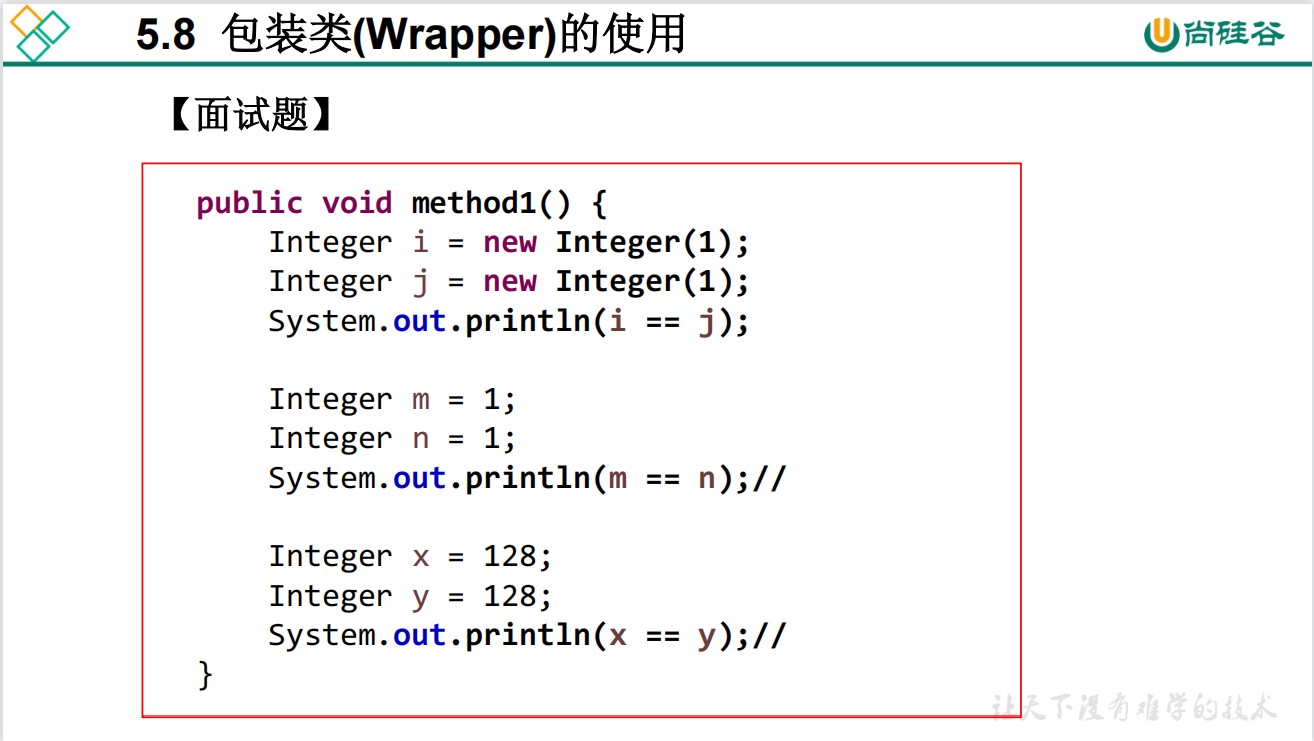 5.8 包装类(Wrapper)的使用
尚硅谷
【面试题】
public void method1() {
Integer i = new Integer(1);
Integer j = new Integer(1);
System.out.println(i == j);
Integer m = 1;
Integer n = 1;
System.out.println(m == n);//
Integer x = 128;
Integer y = 128;
System.out.println(x == y);//
}
让天下没有难学的技术